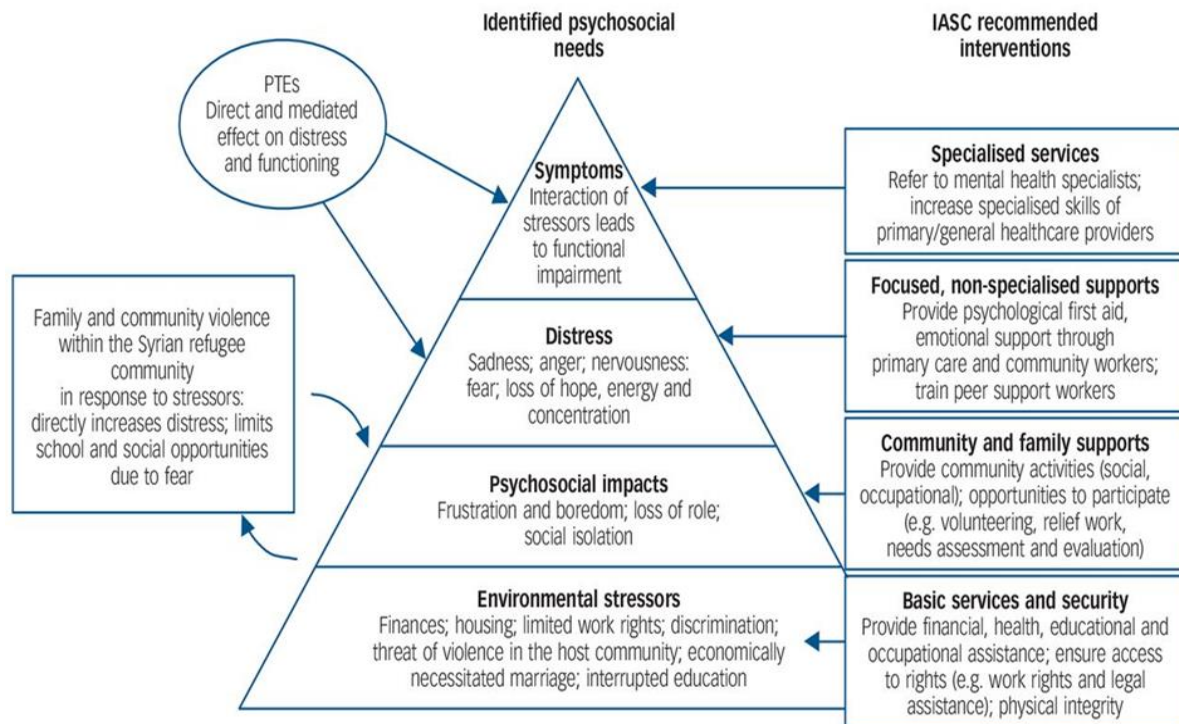 Identified psychosocial
needs
IASC recommended
interventions
PTEs
Direct and mediated
effect on distress
and functioning
Family and community violence
within the Syrian refugee
community
in response to stressors:
directly increases distress; limits
school and social opportunities
due to fear
Symptoms
Interaction of
stressors leads
to functional
impairment
Distress
Sadness; anger; nervousness:
fear; loss of hope, energy and
concentration
Psychosocial impacts
Frustration and boredom; loss of role;
social isolation
Environmental stressors
Finances; housing; limited work rights; discrimination;
threat of violence in the host community; economically
necessitated marriage; interrupted education
Specialised services
Refer to mental health specialists;
increase specialised skills of
primary/general healthcare providers
Focused, non-specialised supports
Provide psychological first aid,
emotional support through
primary care and community workers;
train peer support workers
Community and family supports
Provide community activities (social,
occupational); opportunities to participate
(e.g. volunteering, relief work,
needs assessment and evaluation)
Basic services and security
Provide financial, health, educational and
occupational assistance; ensure access
to rights (e.g. work rights and legal
assistance); physical integrity